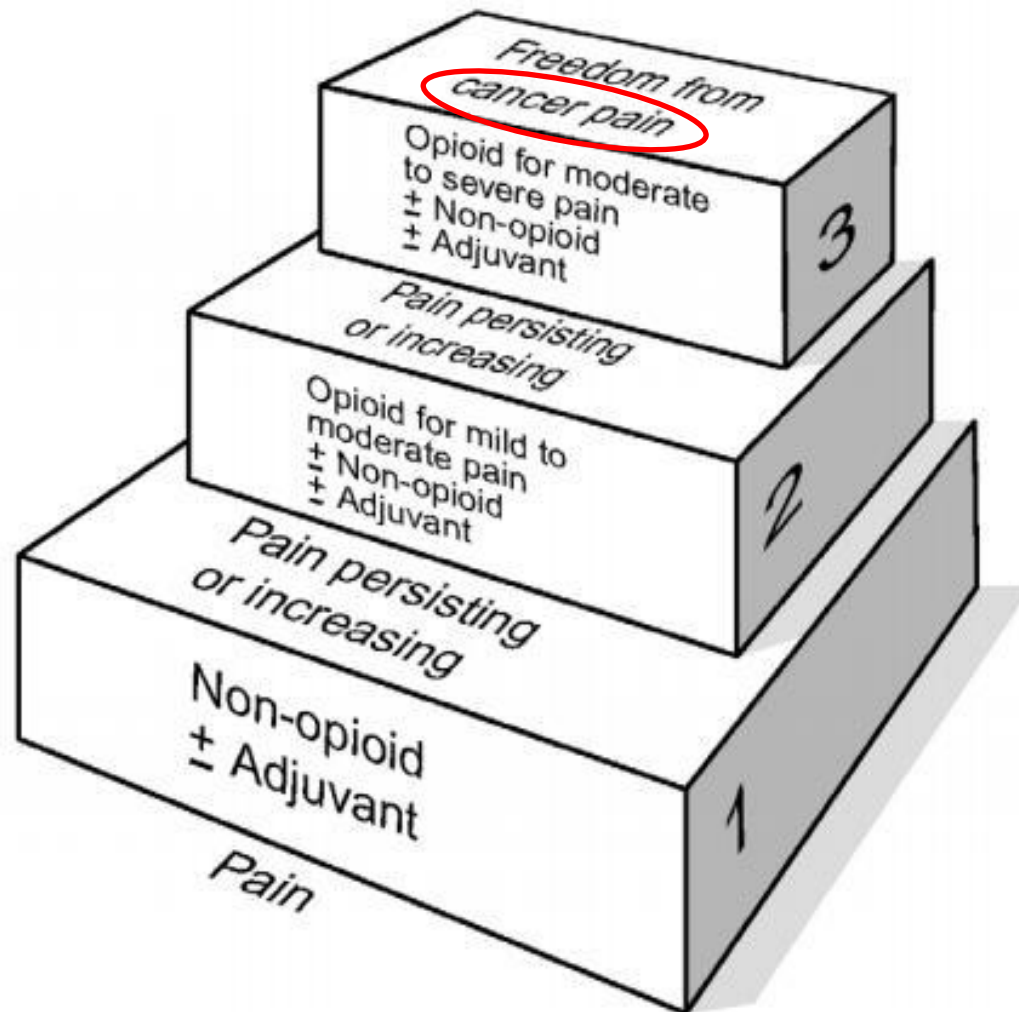 Freedom from
cancer pain
Opioid for moderate
to severe pain
± Non-opioid
± Adjuvant
3
Pain persisting
or increasing
Opioid for mild to
moderate pain
± Non-opioid
± Adjuvant
2
Pain persisting
or increasing
Non-opioid
± Adjuvant
1
Pain